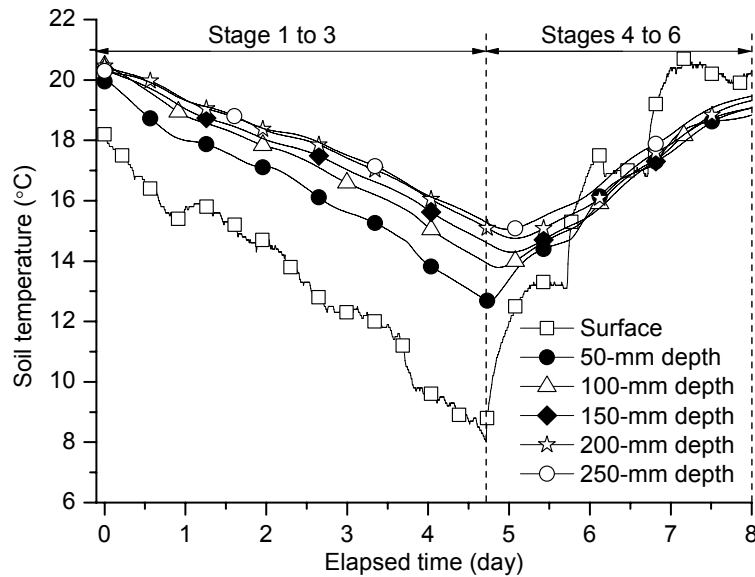 Stage 1 to 3
Stages 4 to 6
22
20
18
16
14
12
10
8
6
Soil temperature (°C)
Surface
50-mm depth
100-mm depth
150-mm depth
200-mm depth
250-mm depth
0 1 2 3 4 5 6 7 8
Elapsed time (day)